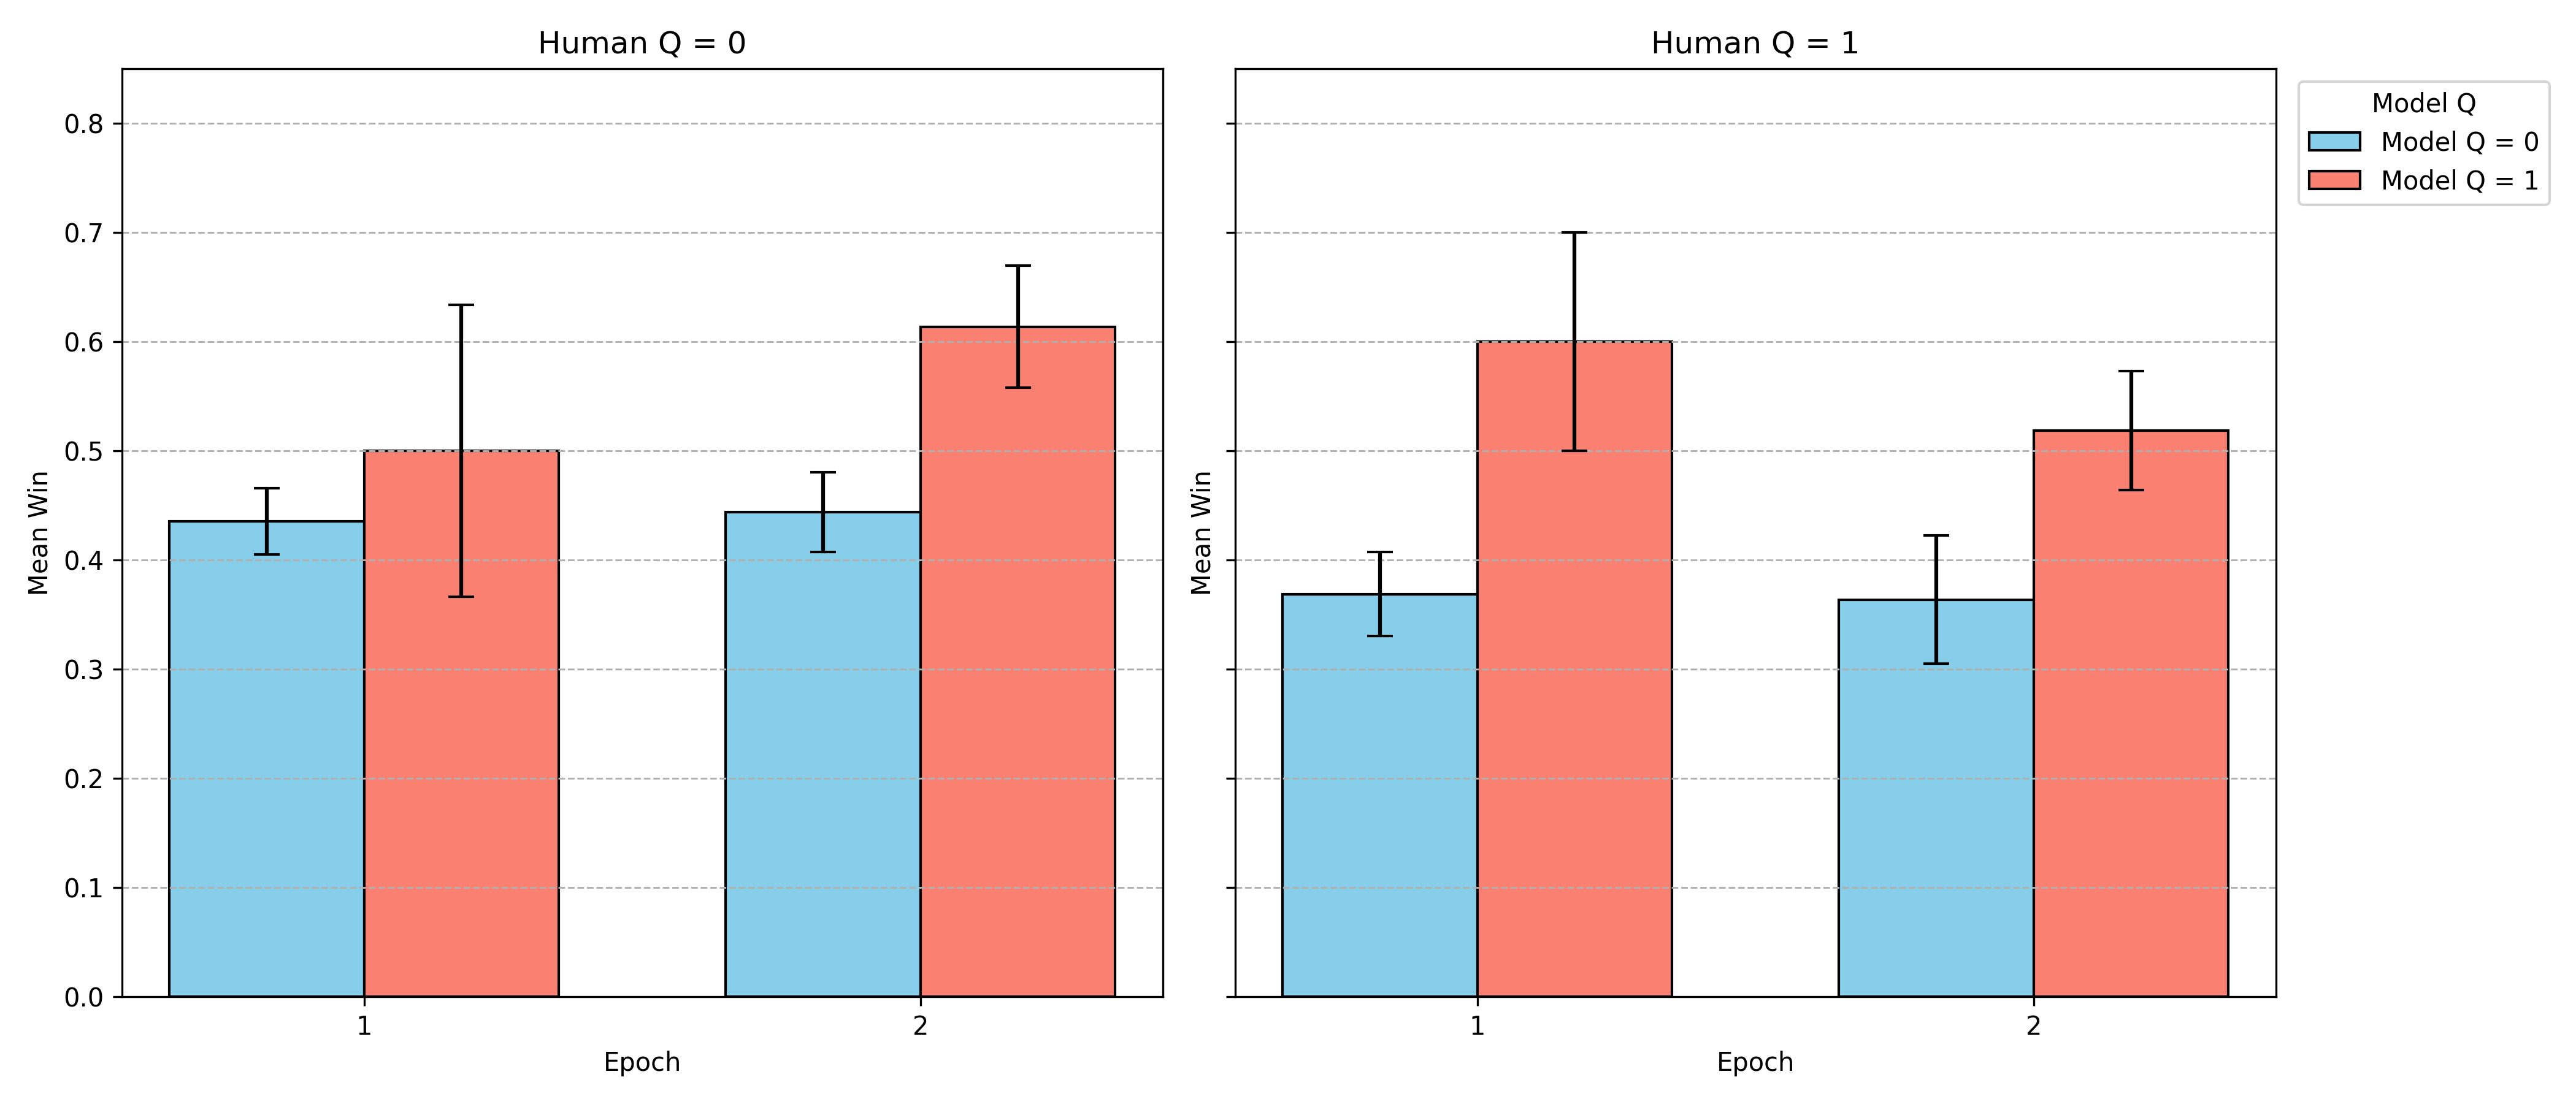 Human Q = 0
Human Q = 1
Model Q
Model Q = 0
Model Q = 1
0.8
0.7
0.6
0.5
0.4
0.3
0.2
0.1
0.0
Mean Win
Mean Win
1
2
1
2
Epoch
Epoch